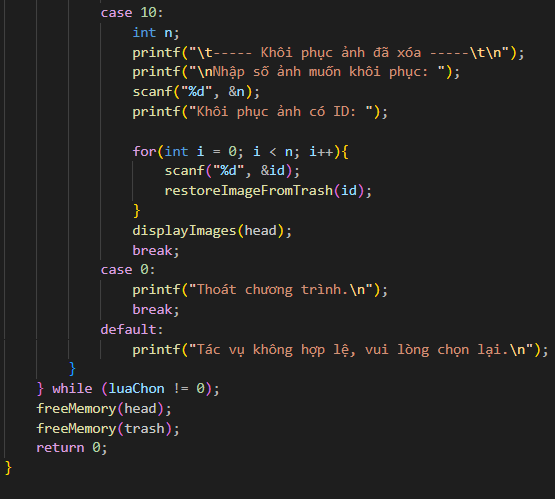 case 10:
int n;
printf("\t----- Khôi phục ảnh đã xóa -----\t\n");
printf("\nNhập số ảnh muốn khôi phục: ");
scanf("%d", &n);
printf("Khôi phục ảnh có ID: ");
for(int i = 0; i < n; i++){
scanf("%d", &id);
restoreImageFromTrash(id);
}
displayImages(head);
break;
case 0:
printf("Thoát chương trình.\n");
break;
default:
printf("Tác vụ không hợp lệ, vui lòng chọn lại.\n");
}
} while (luaChon != 0);
freeMemory(head);
freeMemory(trash);
return 0;
}